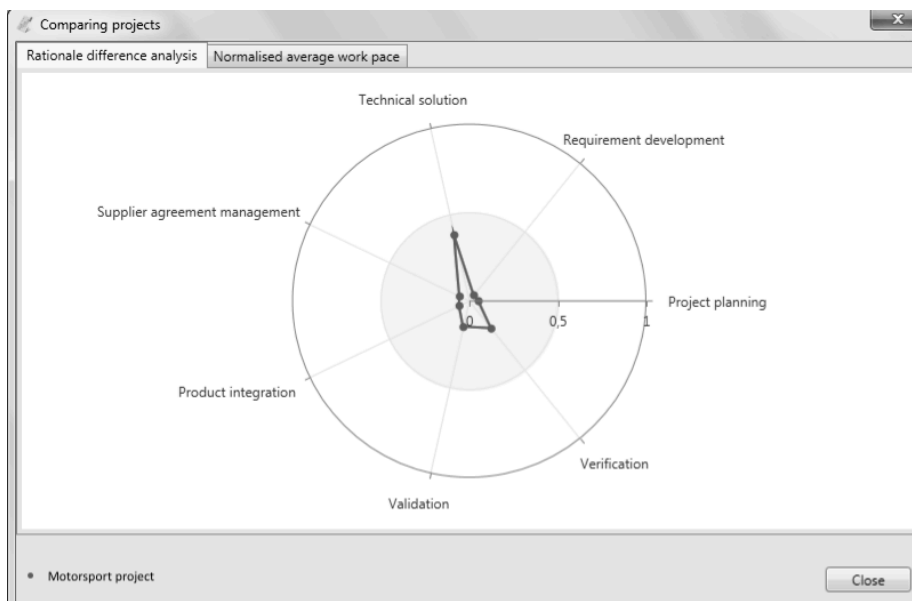 Comparing projects
x
Rationale difference analysis
Normalised average work pace
Technical solution
Requirement development
Supplier agreement management
Project planning
0
0,5
1
Product integration
Verification
Validation
Motorsport project
Close